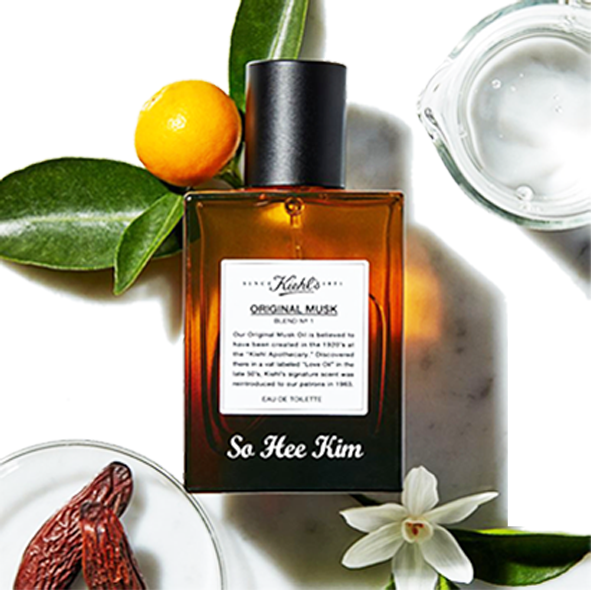 SINCE Kiehl's 1851
ORIGINAL MUSK
BLEND Nº 1
Our Original Musk Oil is believed to
have been created in the 1920's at
the "Kiehl Apothecary." Discovered
there in a vat labeled "Love Oil" in the
late 50's, Kiehl's signature scent was
reintroduced to our patrons in 1963.
EAU DE TOILETTE
So Hee Kim